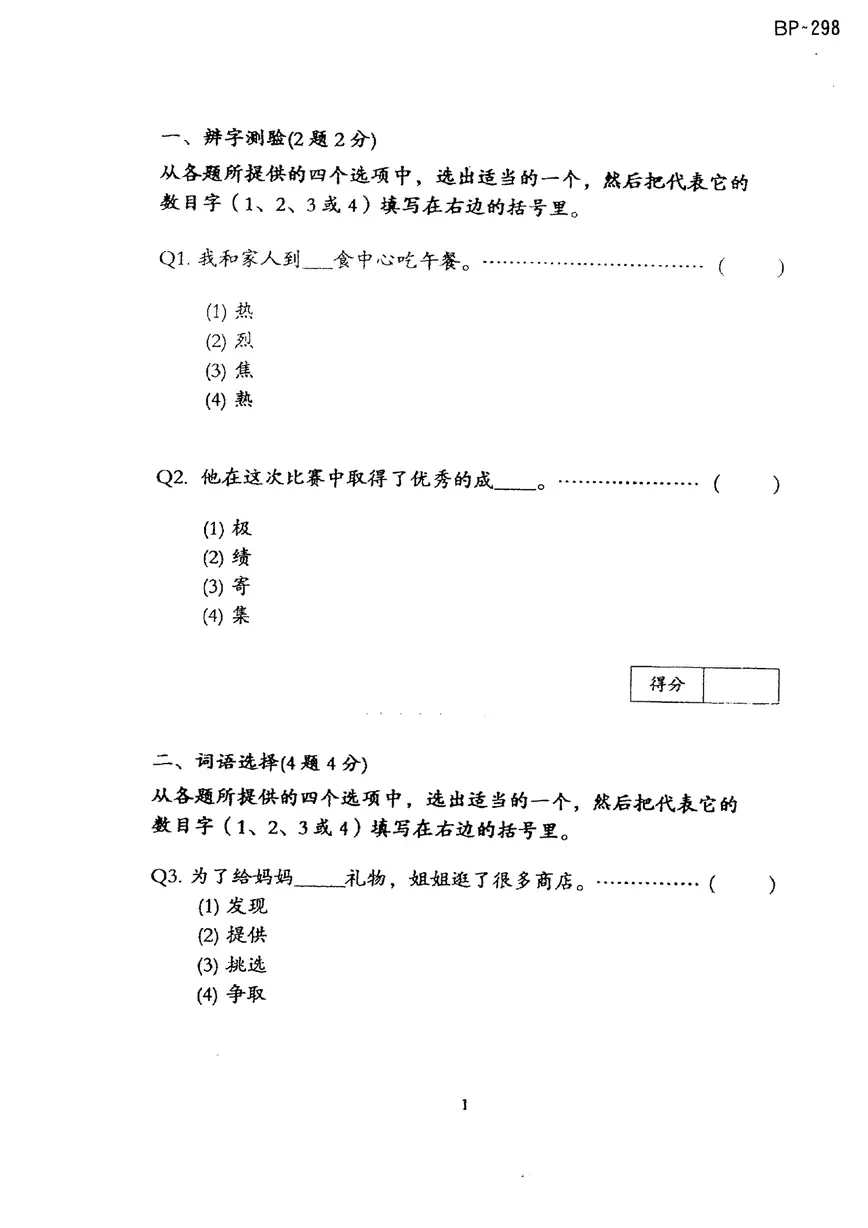 BP-298
一、辨字测验(2题2分)
从各题所提供的四个选项中，选出适当的一个，然后把代表它的
数目字（1、2、3或4）填写在右边的括号里。
Q1. 我和家人到___食中心吃午餐。 ................................. (      )
(1) 热
(2) 烈
(3) 焦
(4) 熟
Q2. 他在这次比赛中取得了优秀的成____。 ..................... (      )
(1) 极
(2) 绩
(3) 寄
(4) 集
得分
二、词语选择(4题4分)
从各题所提供的四个选项中，选出适当的一个，然后把代表它的
数目字（1、2、3或4）填写在右边的括号里。
Q3. 为了给妈妈_____礼物，姐姐逛了很多商店。 ............... (      )
(1) 发现
(2) 提供
(3) 挑选
(4) 争取
1